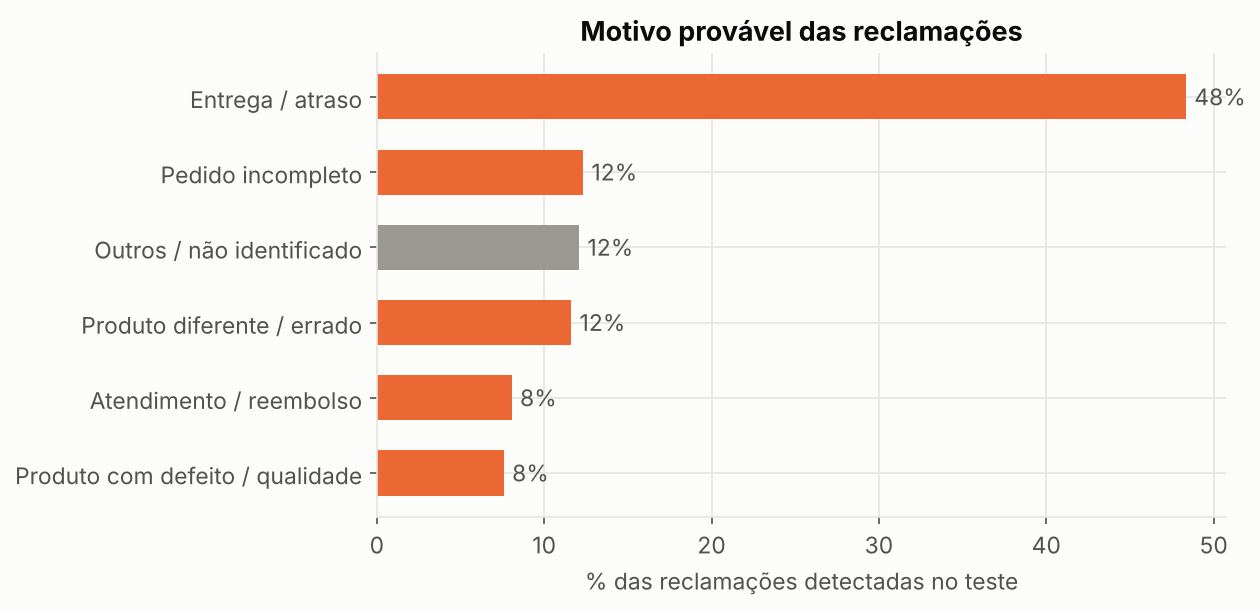 Motivo provável das reclamações
Entrega / atraso 48%
Pedido incompleto 12%
Outros / não identificado 12%
Produto diferente / errado 12%
Atendimento / reembolso 8%
Produto com defeito / qualidade 8%
0 10 20 30 40 50
% das reclamações detectadas no teste